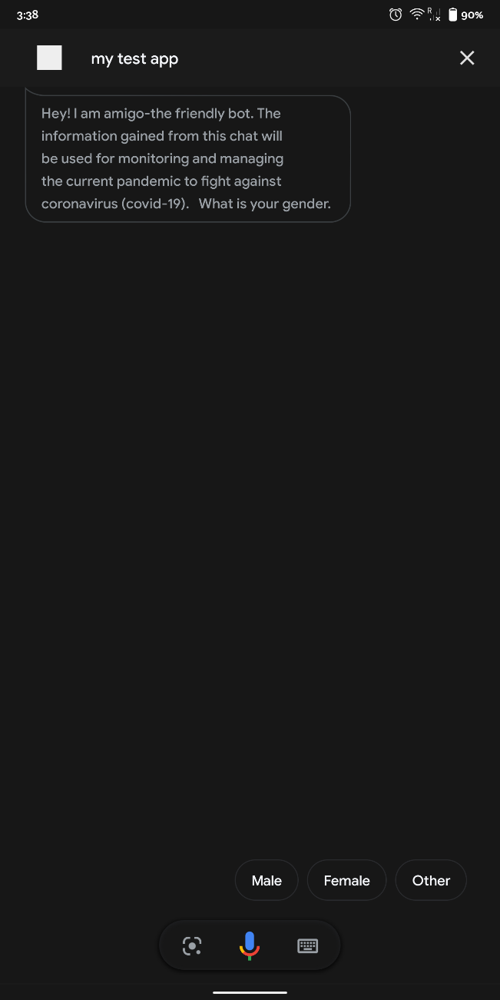 3:38
R
90%
my test app
Hey! I am amigo-the friendly bot. The
information gained from this chat will
be used for monitoring and managing
the current pandemic to fight against
coronavirus (covid-19).   What is your gender.
Male
Female
Other